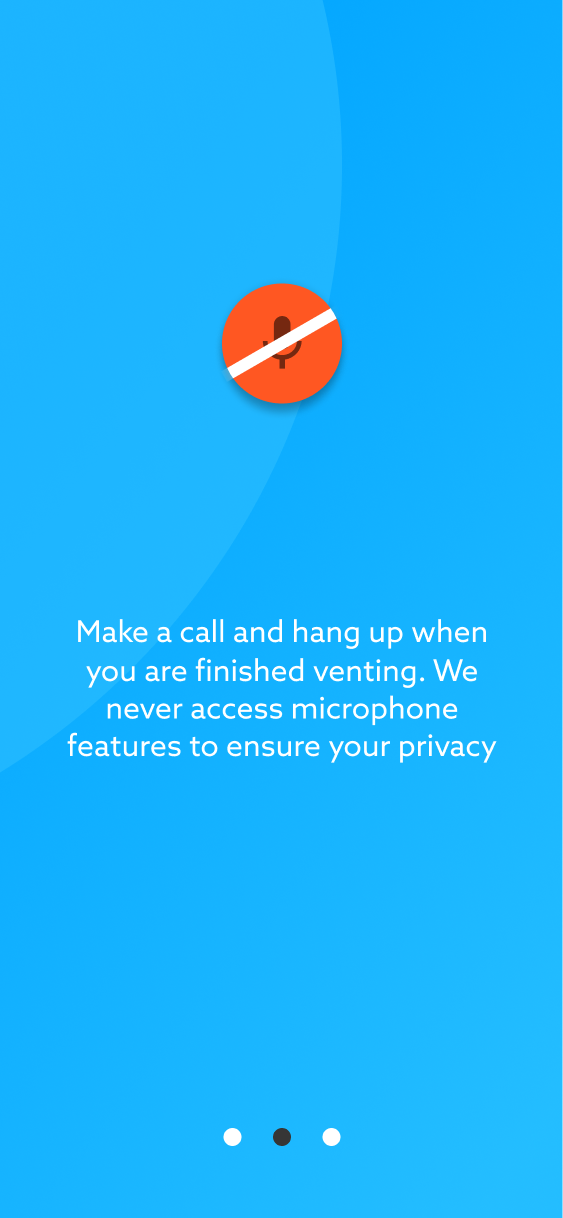 Make a call and hang up when
you are finished venting. We
never access microphone
features to ensure your privacy